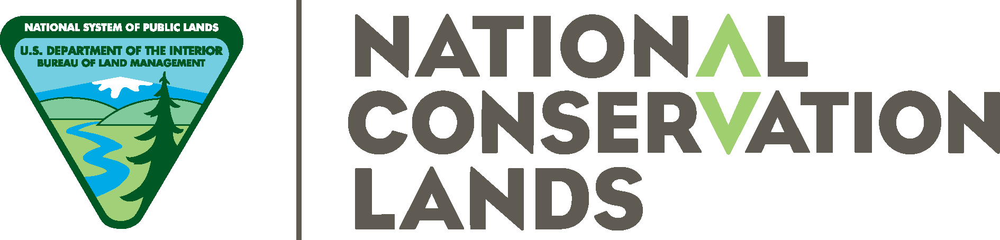 NATIONAL SYSTEM OF PUBLIC LANDS
U.S. DEPARTMENT OF THE INTERIOR
BUREAU OF LAND MANAGEMENT
NATIONAL
CONSERVATION
LANDS